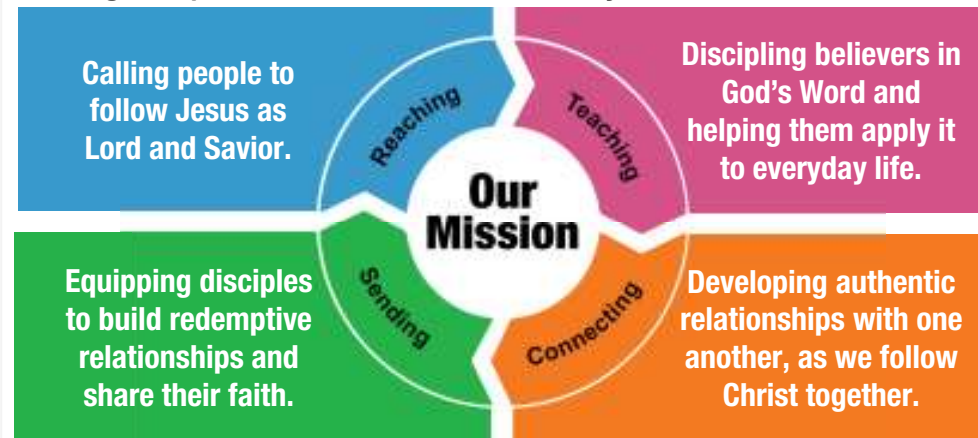 Calling people to
follow Jesus as
Lord and Savior.
Reaching
Teaching
Discipling believers in
God's Word and
helping them apply it
to everyday life.
Our
Mission
Equipping disciples
to build redemptive
relationships and
share their faith.
Sending
Connecting
Developing authentic
relationships with one
another, as we follow
Christ together.